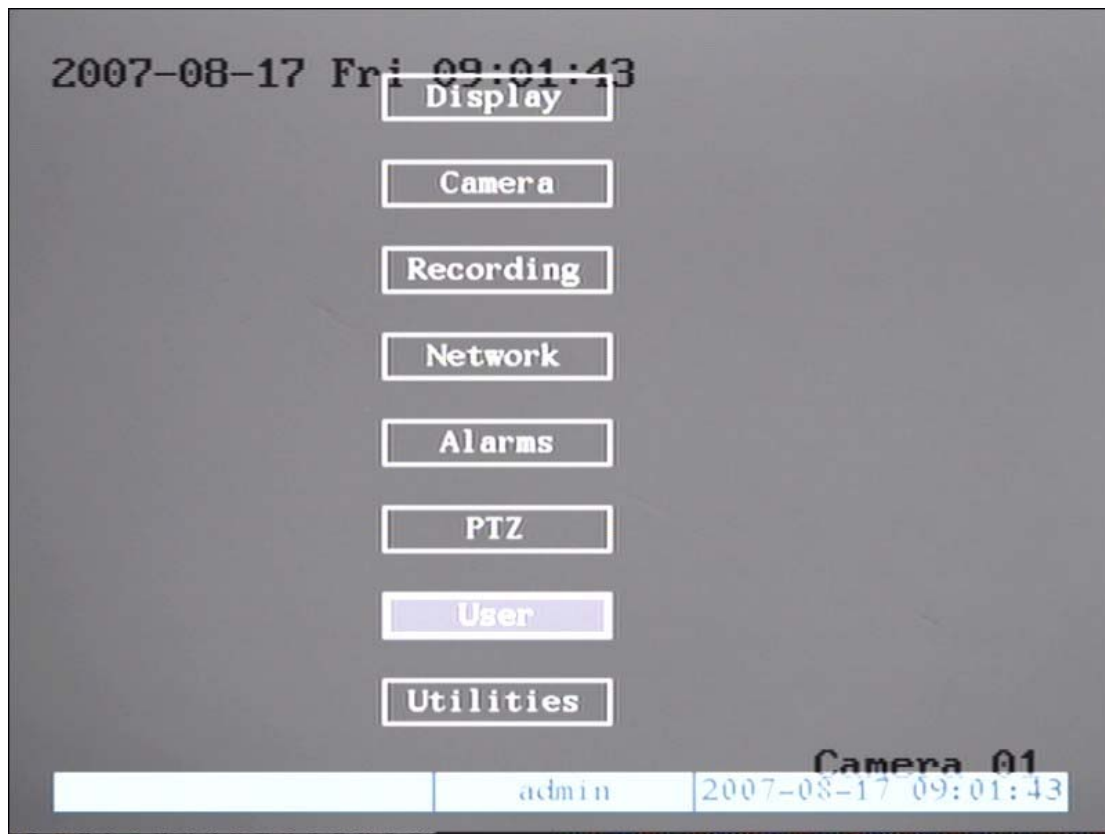 2007-08-17 Fri 09:01:43
Display
Camera
Recording
Network
Alarms
PTZ
User
Utilities
Camera 01
admin
2007-08-17 09:01:43